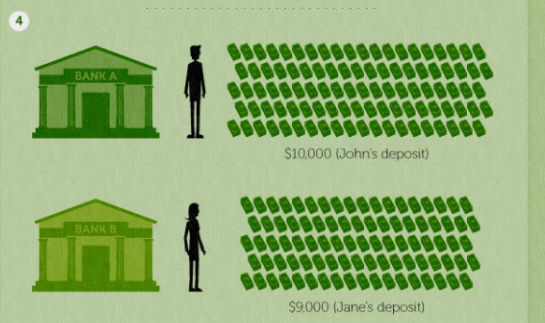 4
BANK A
$10,000 (John's deposit)
BANK B
$9,000 (Jane's deposit)